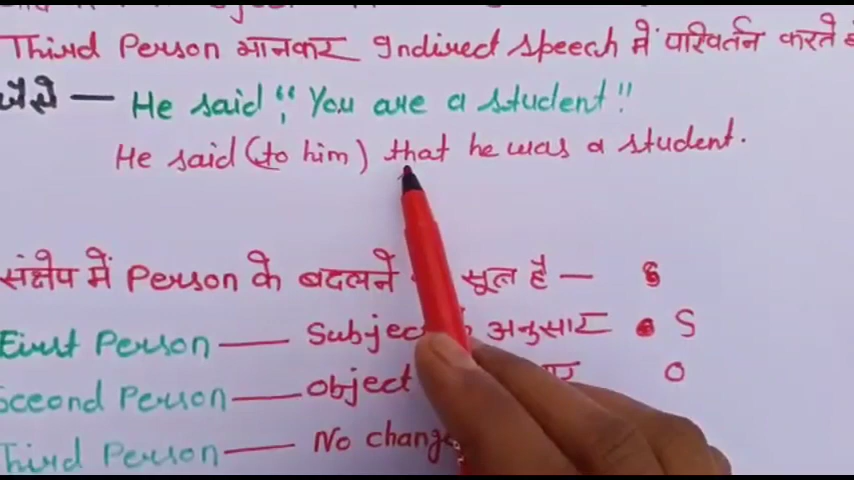 Third Person मानकर Indirect speech में परिवर्तन करते
जैसे — He said, "You are a student"
He said (to him) that he was a student.
संक्षेप में Person के बदलने सूत्र है — S
First Person — Subject अनुसार S
Second Person — Object O
Third Person — No change